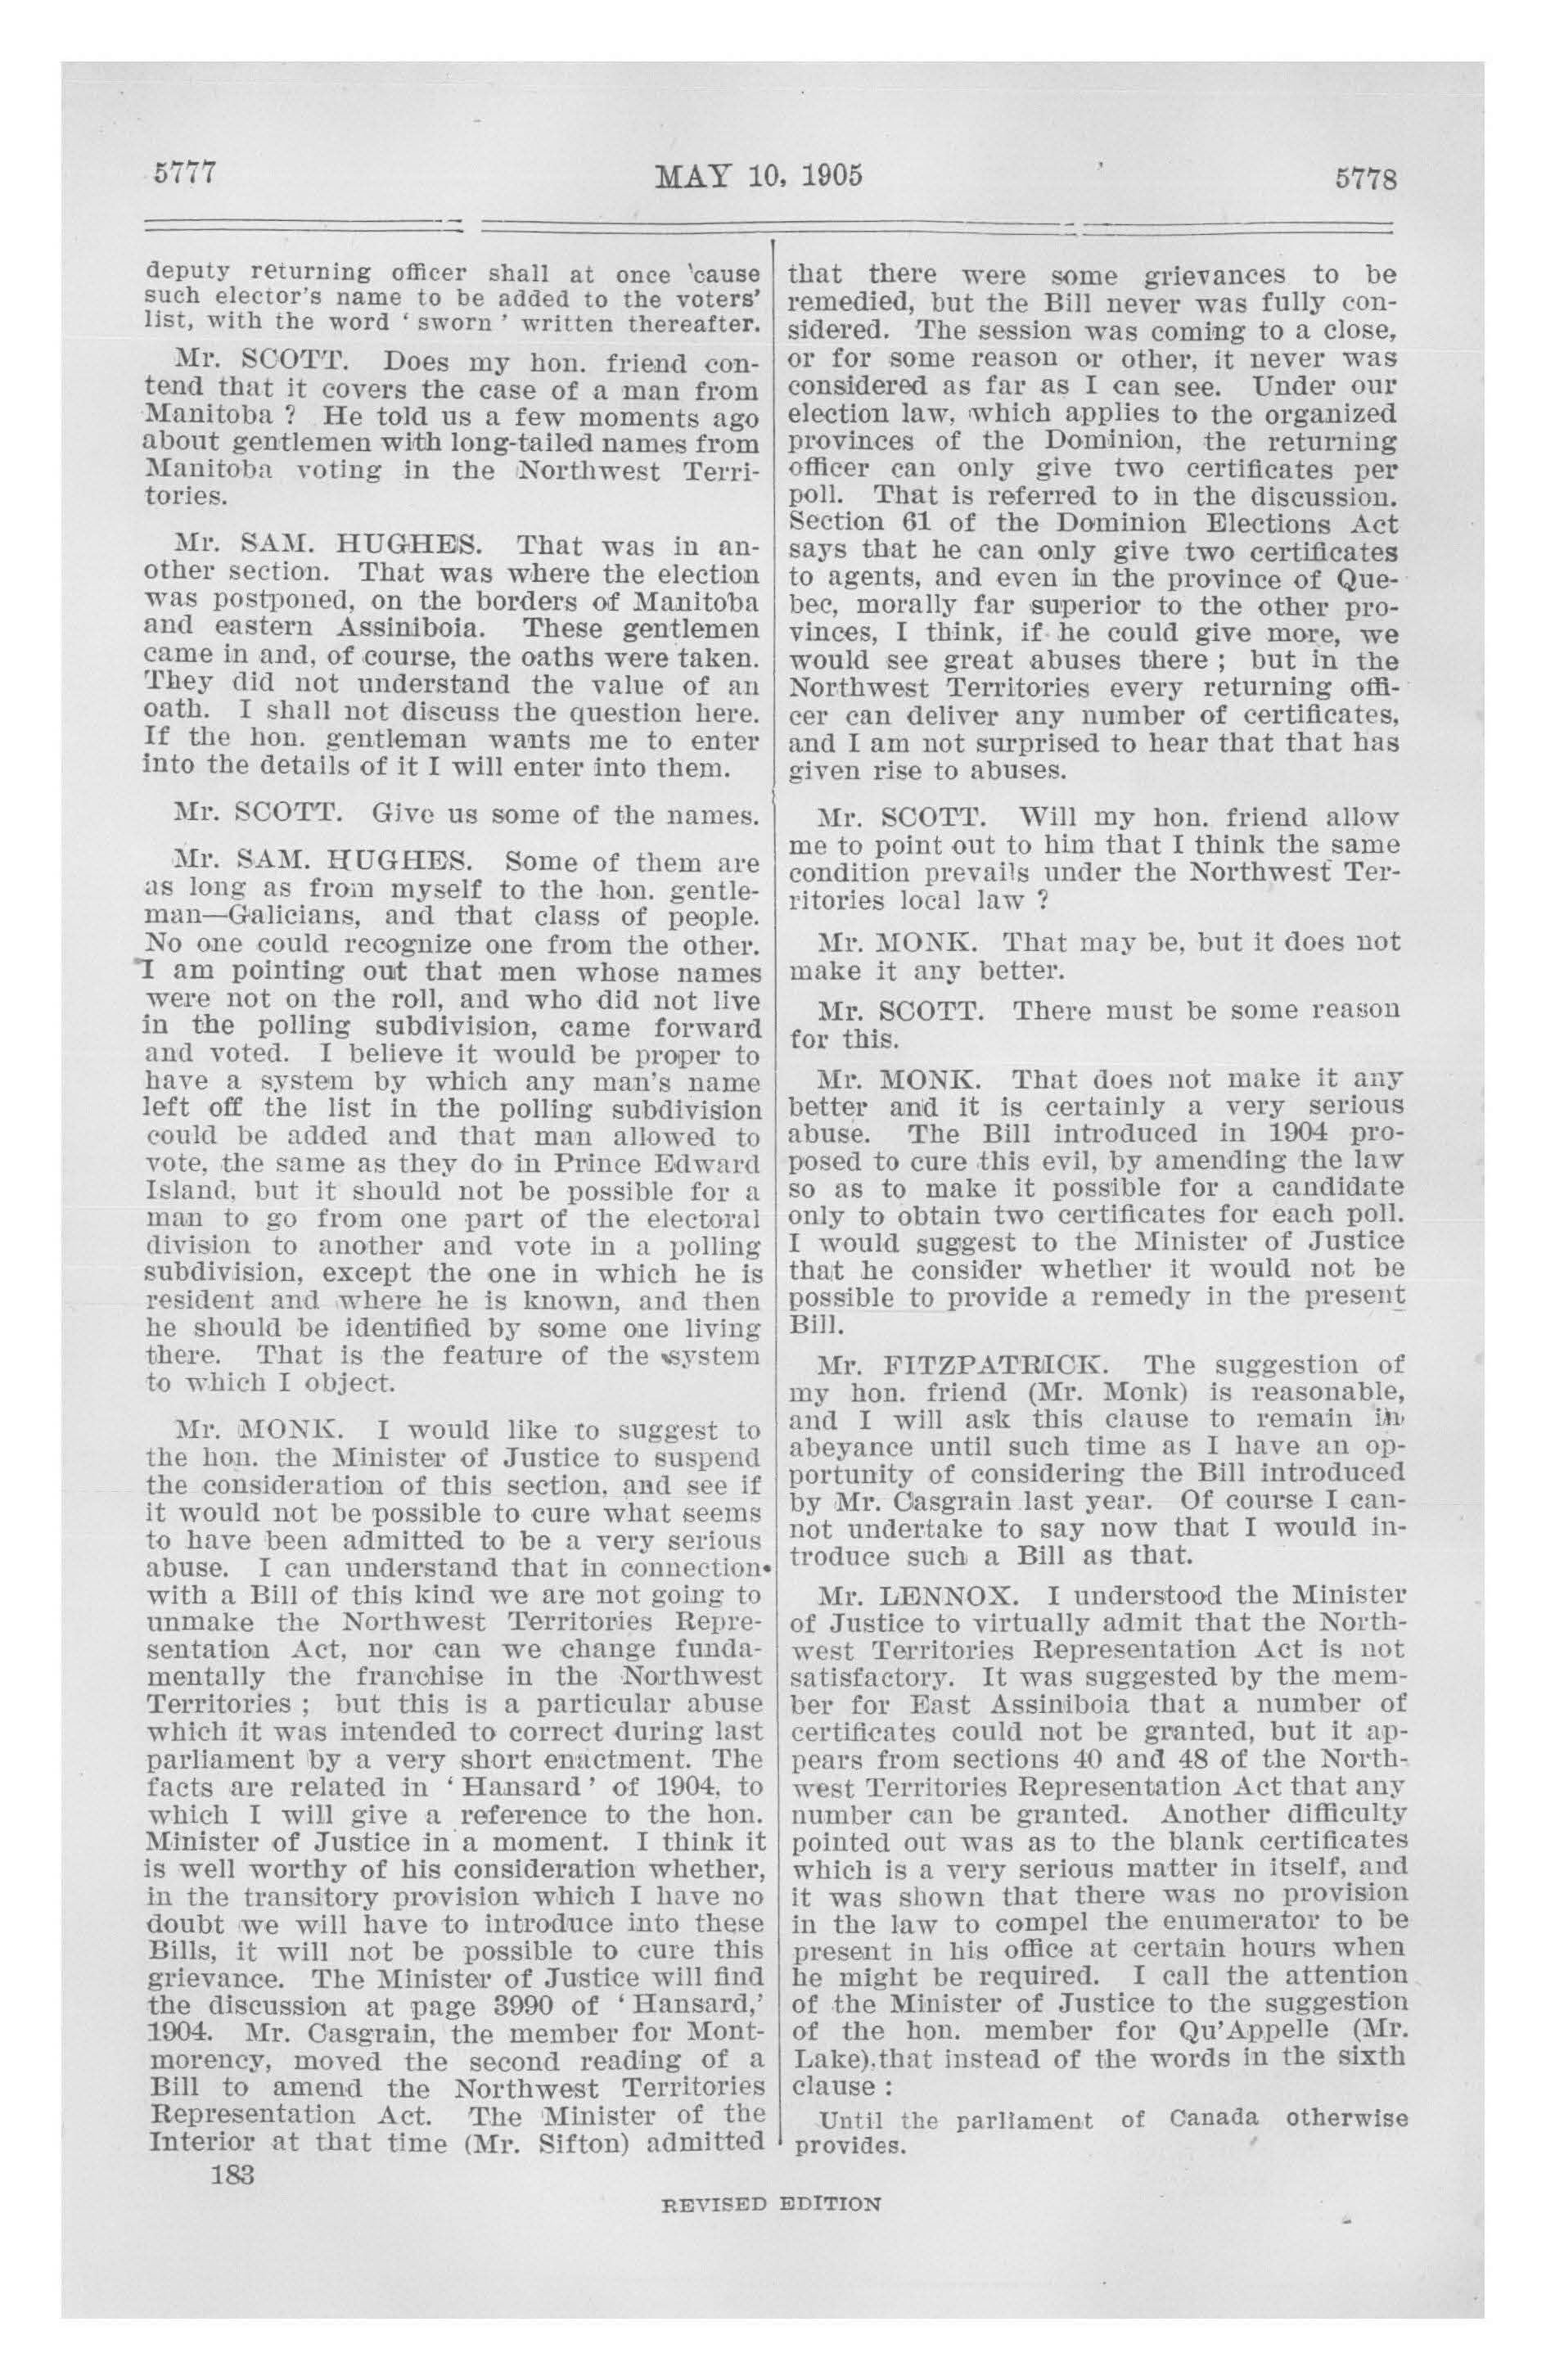 5777 MAY 10, 1905 5778
deputy returning officer shall at once 'cause
such elector's name to be added to the voters'
list, with the word ' sworn ' written thereafter.
Mr. SCOTT. Does my hon. friend con-
tend that it covers the case of a man from
Manitoba ? He told us a few moments ago
about gentlemen with long-tailed names from
Manitoba voting in the Northwest Terri-
tories.
Mr. SAM. HUGHES. That was in an-
other section. That was where the election
was postponed, on the borders of Manitoba
and eastern Assiniboia. These gentlemen
came in and, of course, the oaths were taken.
They did not understand the value of an
oath. I shall not discuss the question here.
If the hon. gentleman wants me to enter
into the details of it I will enter into them.
Mr. SCOTT. Give us some of the names.
Mr. SAM. HUGHES. Some of them are
as long as from myself to the hon. gentle-
man—Galicians, and that class of people.
No one could recognize one from the other.
I am pointing out that men whose names
were not on the roll, and who did not live
in the polling subdivision, came forward
and voted. I believe it would be proper to
have a system by which any man's name
left off the list in the polling subdivision
could be added and that man allowed to
vote, the same as they do in Prince Edward
Island, but it should not be possible for a
man to go from one part of the electoral
division to another and vote in a polling
subdivision, except the one in which he is
resident and where he is known, and then
he should be identified by some one living
there. That is the feature of the system
to which I object.
Mr. MONK. I would like to suggest to
the hon. the Minister of Justice to suspend
the consideration of this section, and see if
it would not be possible to cure what seems
to have been admitted to be a very serious
abuse. I can understand that in connection
with a Bill of this kind we are not going to
unmake the Northwest Territories Repre-
sentation Act, nor can we change funda-
mentally the franchise in the Northwest
Territories ; but this is a particular abuse
which it was intended to correct during last
parliament by a very short enactment. The
facts are related in ' Hansard ' of 1904, to
which I will give a reference to the hon.
Minister of Justice in a moment. I think it
is well worthy of his consideration whether,
in the transitory provision which I have no
doubt we will have to introduce into these
Bills, it will not be possible to cure this
grievance. The Minister of Justice will find
the discussion at page 3990 of ' Hansard,'
1904. Mr. Casgrain, the member for Mont-
morency, moved the second reading of a
Bill to amend the Northwest Territories
Representation Act. The Minister of the
Interior at that time (Mr. Sifton) admitted
183
that there were some grievances to be
remedied, but the Bill never was fully con-
sidered. The session was coming to a close,
or for some reason or other, it never was
considered as far as I can see. Under our
election law, which applies to the organized
provinces of the Dominion, the returning
officer can only give two certificates per
poll. That is referred to in the discussion.
Section 61 of the Dominion Elections Act
says that he can only give two certificates
to agents, and even in the province of Que-
bec, morally far superior to the other pro-
vinces, I think, if he could give more, we
would see great abuses there ; but in the
Northwest Territories every returning offi-
cer can deliver any number of certificates,
and I am not surprised to hear that that has
given rise to abuses.
Mr. SCOTT. Will my hon. friend allow
me to point out to him that I think the same
condition prevails under the Northwest Ter-
ritories local law ?
Mr. MONK. That may be, but it does not
make it any better.
Mr. SCOTT. There must be some reason
for this.
Mr. MONK. That does not make it any
better and it is certainly a very serious
abuse. The Bill introduced in 1904 pro-
posed to cure this evil, by amending the law
so as to make it possible for a candidate
only to obtain two certificates for each poll.
I would suggest to the Minister of Justice
that he consider whether it would not be
possible to provide a remedy in the present
Bill.
Mr. FITZPATRICK. The suggestion of
my hon. friend (Mr. Monk) is reasonable,
and I will ask this clause to remain in
abeyance until such time as I have an op-
portunity of considering the Bill introduced
by Mr. Casgrain last year. Of course I can-
not undertake to say now that I would in-
troduce such a Bill as that.
Mr. LENNOX. I understood the Minister
of Justice to virtually admit that the North-
west Territories Representation Act is not
satisfactory. It was suggested by the mem-
ber for East Assiniboia that a number of
certificates could not be granted, but it ap-
pears from sections 40 and 48 of the North-
west Territories Representation Act that any
number can be granted. Another difficulty
pointed out was as to the blank certificates
which is a very serious matter in itself, and
it was shown that there was no provision
in the law to compel the enumerator to be
present in his office at certain hours when
he might be required. I call the attention
of the Minister of Justice to the suggestion
of the hon. member for Qu'Appelle (Mr.
Lake), that instead of the words in the sixth
clause :
Until the parliament of Canada otherwise
provides.
REVISED EDITION